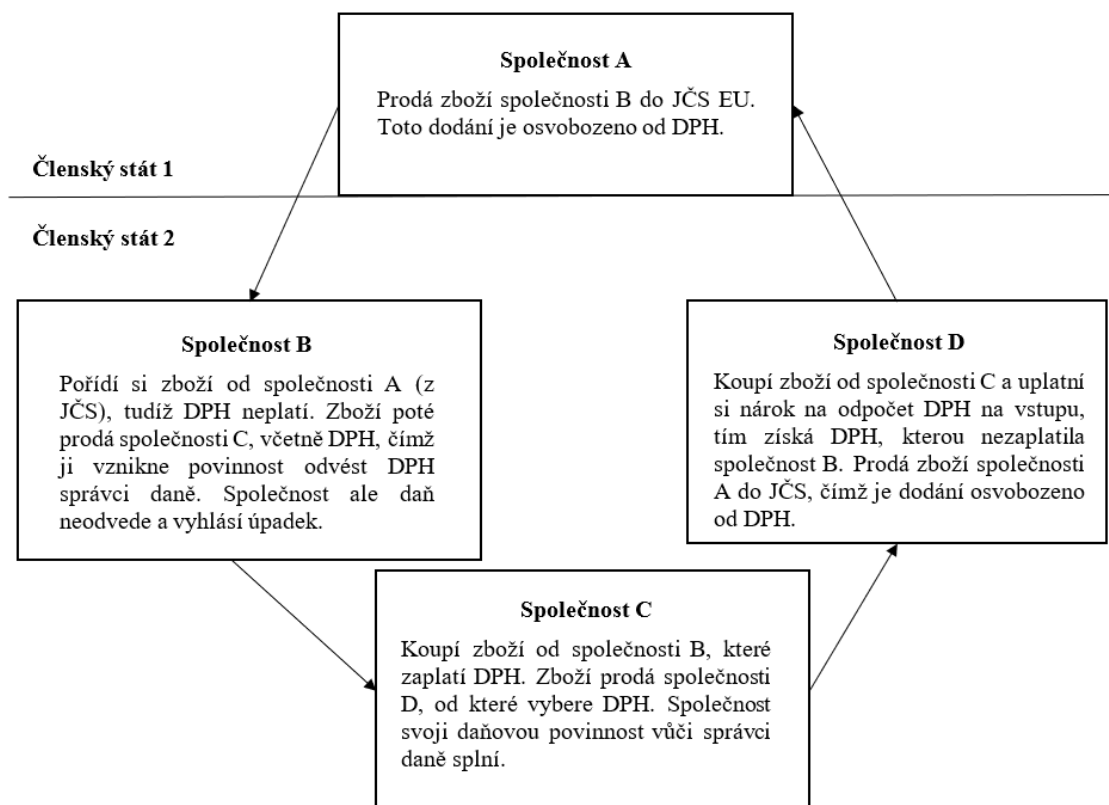 Společnost A
Prodá zboží společnosti B do JČS EU.
Toto dodání je osvobozeno od DPH.
Členský stát 1
Členský stát 2
Společnost B
Pořídí si zboží od společnosti A (z
JČS), tudíž DPH neplatí. Zboží poté
prodá společnosti C, včetně DPH, čímž
ji vznikne povinnost odvést DPH
správci daně. Společnost ale daň
neodvede a vyhlásí úpadek.
Společnost D
Koupí zboží od společnosti C a uplatní
si nárok na odpočet DPH na vstupu,
tím získá DPH, kterou nezaplatila
společnost B. Prodá zboží společnosti
A do JČS, čímž je dodání osvobozeno
od DPH.
Společnost C
Koupí zboží od společnosti B, které
zaplatí DPH. Zboží prodá společnosti
D, od které vybere DPH. Společnost
svoji daňovou povinnost vůči správci
daně splní.